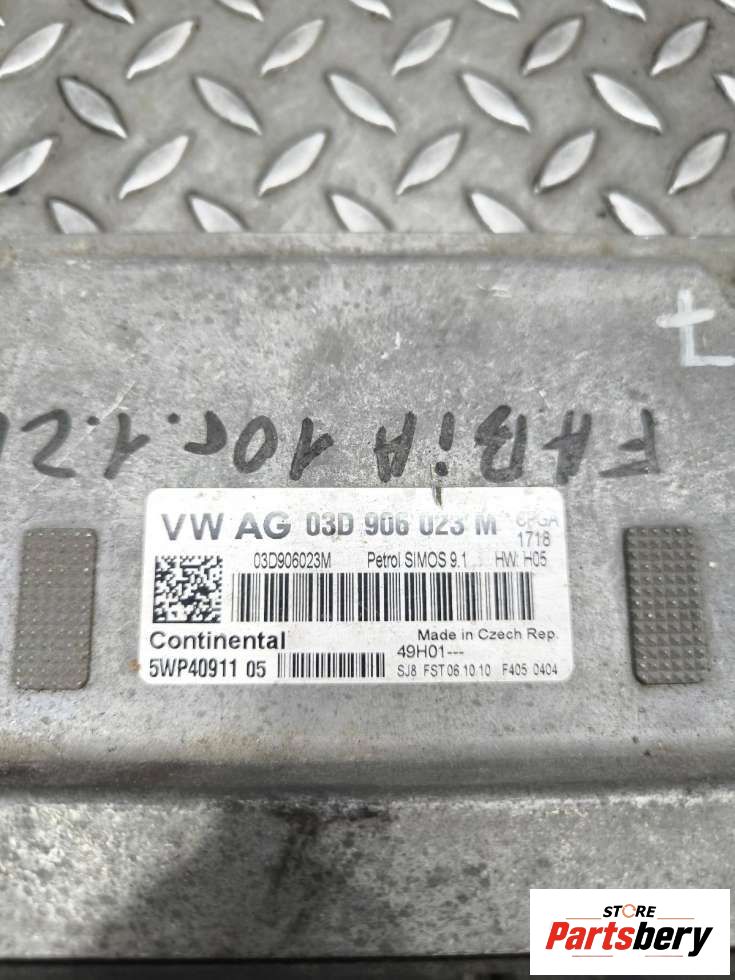 FABiA 10г. 1.2
VW AG 03D 906 023 M
1718
03D906023M Petrol SIMOS 9.1 HW: H05
Continental Made in Czech Rep.
5WP40911 05 49H01---
SJ8 FST 06 10 10 F405 0404
STORE
Partsbery